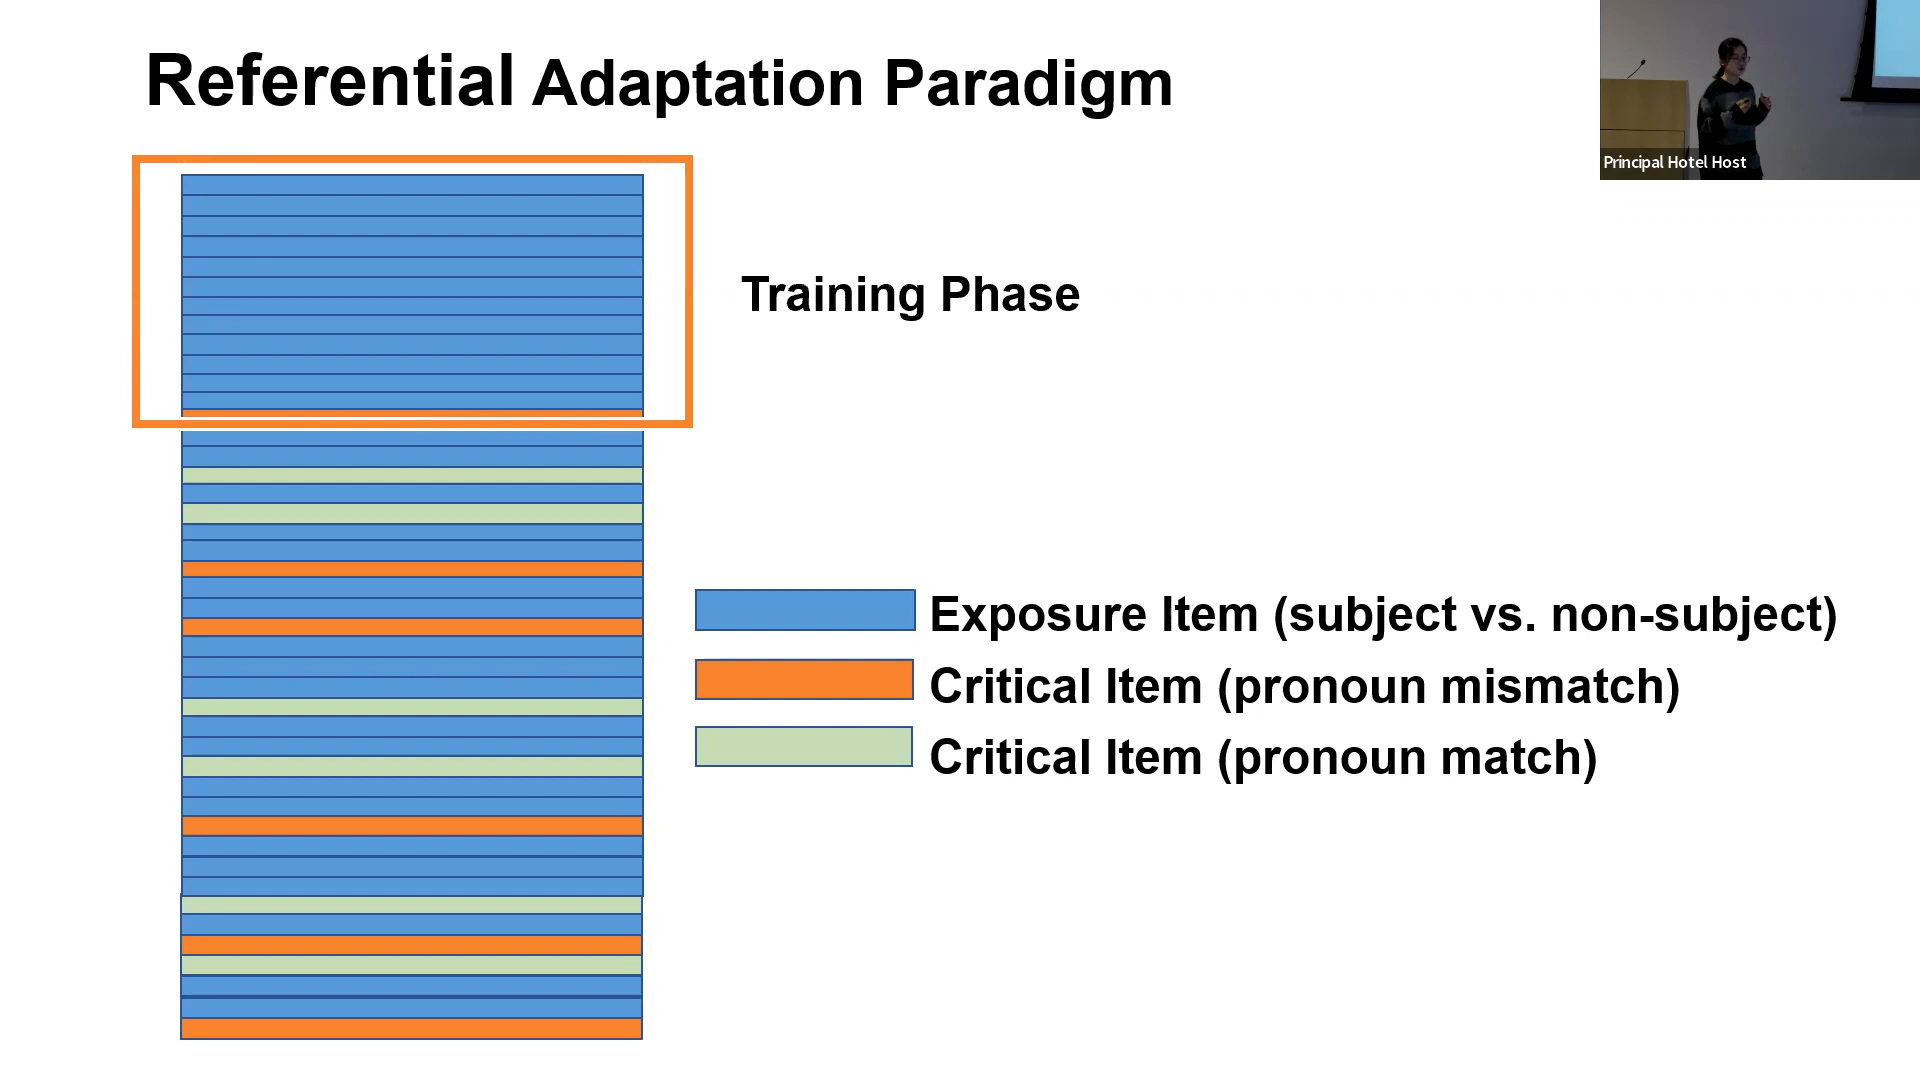 Referential Adaptation Paradigm
Principal Hotel Host
Training Phase
Exposure Item (subject vs. non-subject)
Critical Item (pronoun mismatch)
Critical Item (pronoun match)